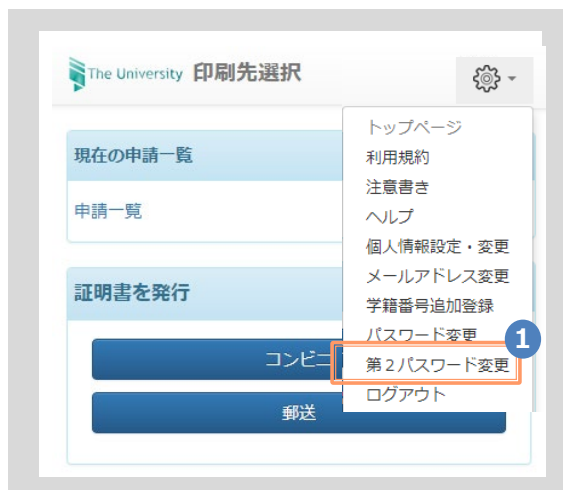 The University 印刷先選択
トップページ
現在の申請一覧
利用規約
注意書き
申請一覧
ヘルプ
個人情報設定・変更
メールアドレス変更
証明書を発行
学籍番号追加登録
パスワード変更
1
コンビニ
第2パスワード変更
ログアウト
郵送